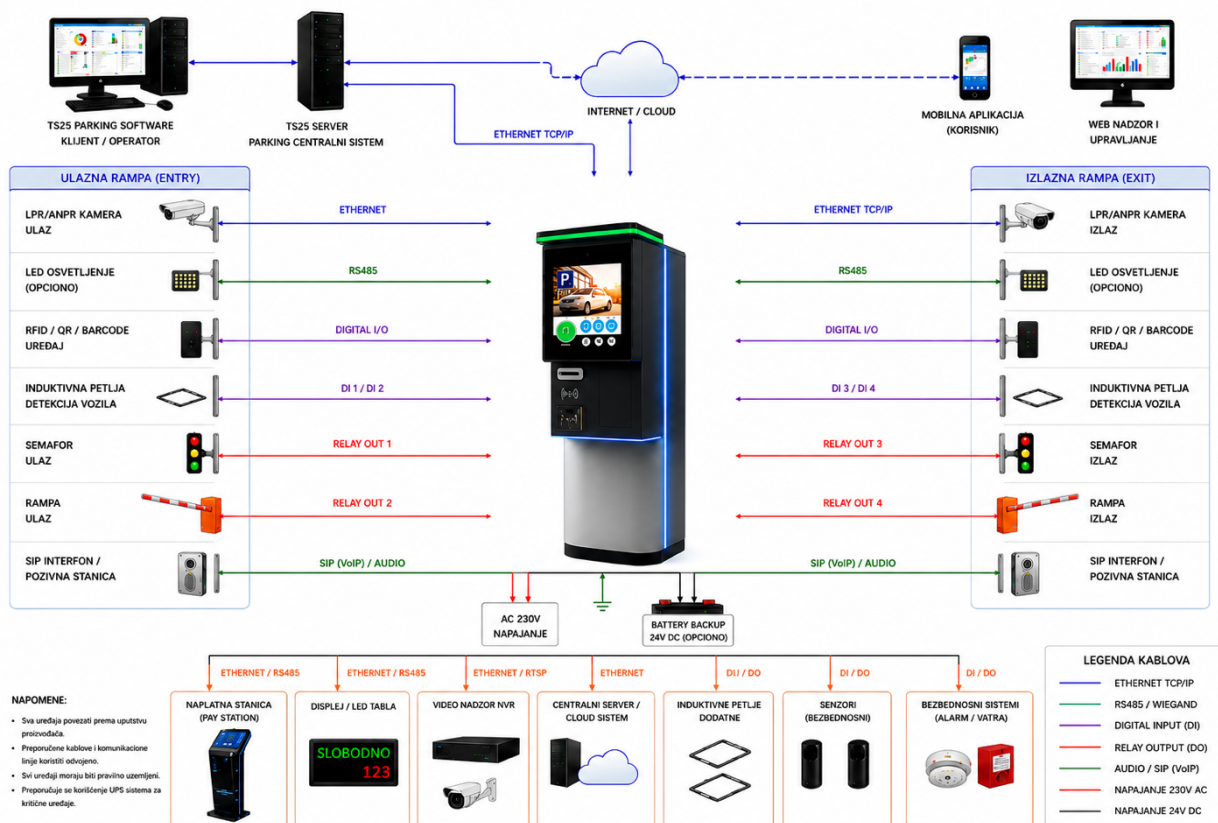 TS25 PARKING SOFTWARE
KLIJENT / OPERATOR
TS25 SERVER
PARKING CENTRALNI SISTEM
INTERNET / CLOUD
MOBILNA APLIKACIJA
(KORISNIK)
WEB NADZOR I
UPRAVLJANJE
ETHERNET TCP/IP
ULAZNA RAMPA (ENTRY)
LPR/ANPR KAMERA
ULAZ
LED OSVETLJENJE
(OPCIONO)
RFID / QR / BARCODE
UREĐAJ
INDUKTIVNA PETLJA
DETEKCIJA VOZILA
SEMAFOR
ULAZ
RAMPA
ULAZ
SIP INTERFON /
POZIVNA STANICA
ETHERNET
RS485
DIGITAL I/O
DI 1 / DI 2
RELAY OUT 1
RELAY OUT 2
SIP (VoIP) / AUDIO
P
ETHERNET TCP/IP
RS485
DIGITAL I/O
DI 3 / DI 4
RELAY OUT 3
RELAY OUT 4
SIP (VoIP) / AUDIO
IZLAZNA RAMPA (EXIT)
LPR/ANPR KAMERA
IZLAZ
LED OSVETLJENJE
(OPCIONO)
RFID / QR / BARCODE
UREĐAJ
INDUKTIVNA PETLJA
DETEKCIJA VOZILA
SEMAFOR
IZLAZ
RAMPA
IZLAZ
SIP INTERFON /
POZIVNA STANICA
AC 230V
NAPAJANJE
BATTERY BACKUP
24V DC (OPCIONO)
NAPOMENE:
• Sva uređaja povezati prema uputstvu
proizvođača.
• Preporučene kablove i komunikacione
linje koristiti odvojeno.
• Svi uređaji moraju biti pravilno uzemljeni.
• Preporučuje se korišćenje UPS sistema za
kritične uređaje.
ETHERNET / RS485
NAPLATNA STANICA
(PAY STATION)
ETHERNET / RS485
DISPLEJ / LED TABLA
SLOBODNO
123
ETHERNET / RTSP
VIDEO NADZOR NVR
ETHERNET
CENTRALNI SERVER /
CLOUD SISTEM
DI / DO
INDUKTIVNE PETLJE
DODATNE
DI / DO
SENZORI
(BEZBEDNOSNI)
DI / DO
BEZBEDNOSNI SISTEMI
(ALARM / VATRA)
LEGENDA KABLOVA
ETHERNET TCP/IP
RS485 / WIEGAND
DIGITAL INPUT (DI)
RELAY OUTPUT (DO)
AUDIO / SIP (VoIP)
NAPAJANJE 230V AC
NAPAJANJE 24V DC